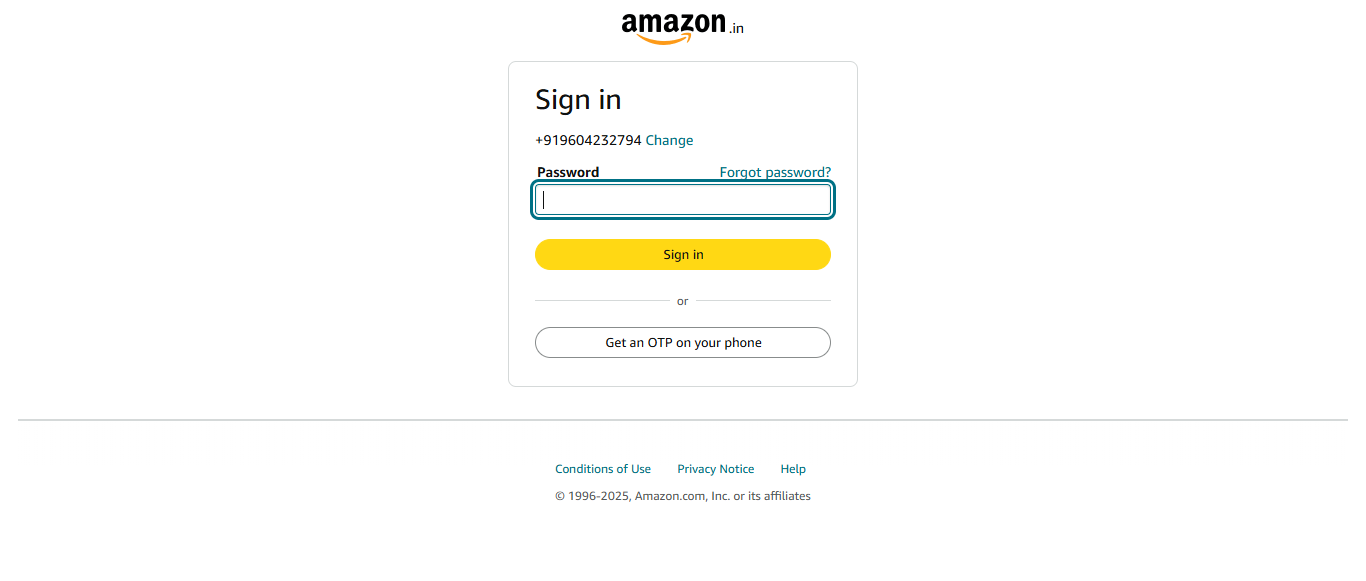 amazon.in
Sign in
+919604232794 Change
Password Forgot password?
Sign in
or
Get an OTP on your phone
Conditions of Use Privacy Notice Help
© 1996-2025, Amazon.com, Inc. or its affiliates